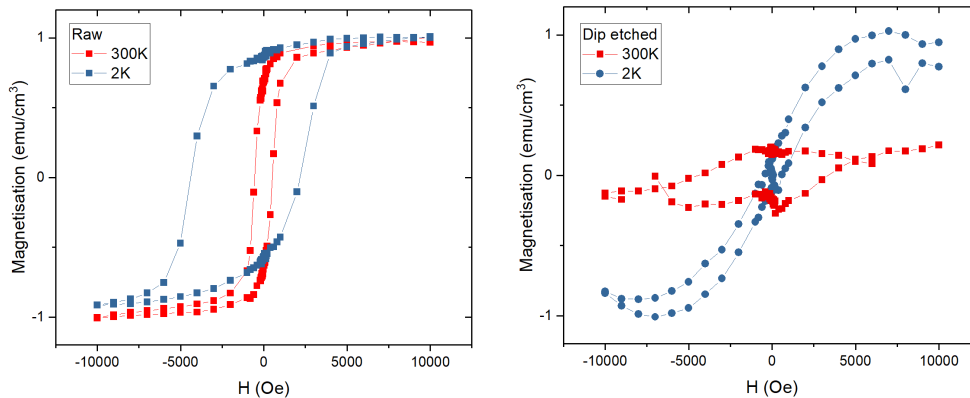 Raw
300K
2K
Magnetisation (emu/cm³)
1
0
-1
-10000 -5000 0 5000 10000
H (Oe)
Dip etched
300K
2K
Magnetisation (emu/cm³)
1
0
-1
-10000 -5000 0 5000 10000
H (Oe)